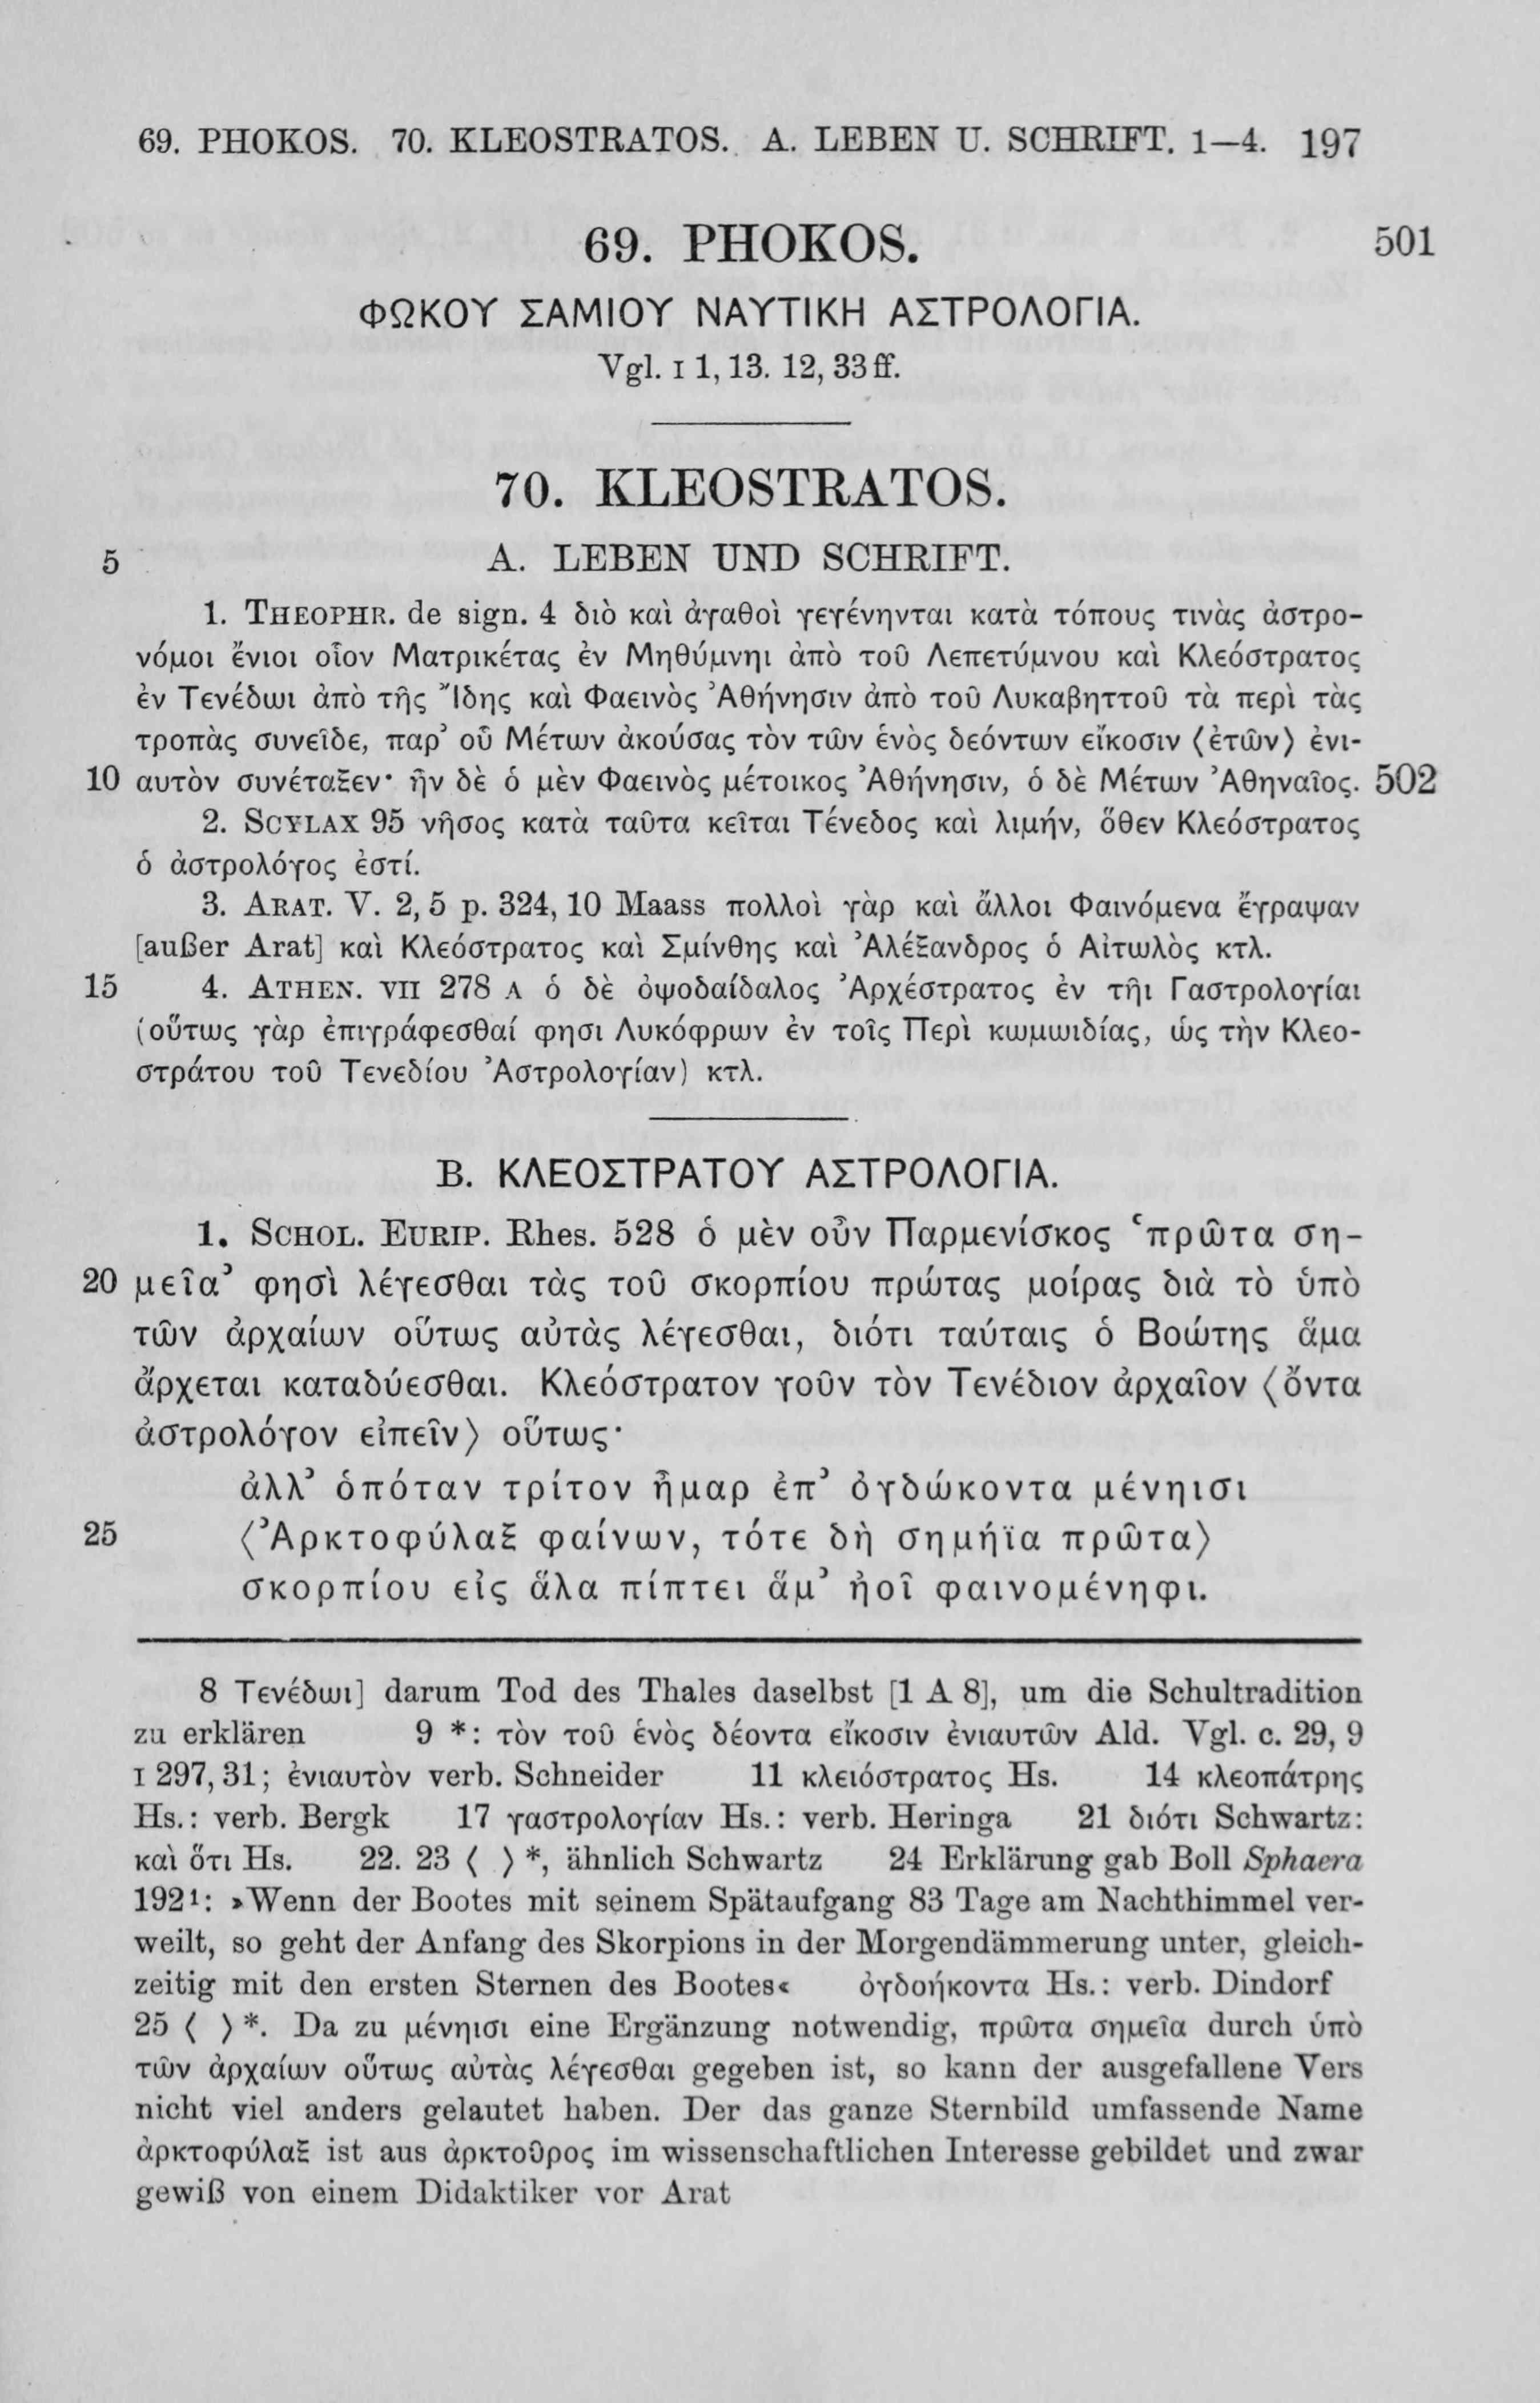 69. PHOKOS. 70. KLEOSTRATOS. A. LEBEN U. SCHRIFT. 1—4. 197
69. PHOKOS. 501
ΦΩΚΟΥ ΣΑΜΙΟΥ ΝΑΥΤΙΚΗ ΑΣΤΡΟΛΟΓΙΑ.
Vgl. I 1, 13. 12, 33 ff.
70. KLEOSTRATOS.
5 A. LEBEN UND SCHRIFT.
1. THEOPHR. de sign. 4 διὸ καὶ ἀγαθοὶ γεγένηνται κατὰ τόπους τινὰς ἀστρο-
νόμοι ἔνιοι οἷον Ματρικέτας ἐν Μηθύμνηι ἀπὸ τοῦ Λεπετύμνου καὶ Κλεόστρατος
ἐν Τενέδωι ἀπὸ τῆς Ἴδης καὶ Φαεινὸς Ἀθήνησιν ἀπὸ τοῦ Λυκαβηττοῦ τὰ περὶ τὰς
τροπὰς συνεῖδε, παρ’ οὗ Μέτων ἀκούσας τὸν τῶν ἑνὸς δεόντων εἴκοσιν ⟨ἐτῶν⟩ ἐνι-
10 αυτὸν συνέταξεν· ἦν δὲ ὁ μὲν Φαεινὸς μέτοικος Ἀθήνησιν, ὁ δὲ Μέτων Ἀθηναῖος. 502
2. SCYLAX 95 νῆσος κατὰ ταῦτα κεῖται Τένεδος καὶ λιμήν, ὅθεν Κλεόστρατος
ὁ ἀστρολόγος ἐστί.
3. ARAT. V. 2, 5 p. 324, 10 Maass πολλοὶ γὰρ καὶ ἄλλοι Φαινόμενα ἔγραψαν
[außer Arat] καὶ Κλεόστρατος καὶ Σμίνθης καὶ Ἀλέξανδρος ὁ Αἰτωλὸς κτλ.
15 4. ATHEN. VII 278 A ὁ δὲ ὀψοδαίδαλος Ἀρχέστρατος ἐν τῆι Γαστρολογίαι
(οὕτως γὰρ ἐπιγράφεσθαί φησι Λυκόφρων ἐν τοῖς Περὶ κωμωιδίας, ὡς τὴν Κλεο-
στράτου τοῦ Τενεδίου Ἀστρολογίαν) κτλ.
B. ΚΛΕΟΣΤΡΑΤΟΥ ΑΣΤΡΟΛΟΓΙΑ.
1. SCHOL. EURIP. Rhes. 528 ὁ μὲν οὖν Παρμενίσκος ‘πρῶτα ση-
20 μεῖα’ φησὶ λέγεσθαι τὰς τοῦ σκορπίου πρώτας μοίρας διὰ τὸ ὑπὸ
τῶν ἀρχαίων οὕτως αὐτὰς λέγεσθαι, διότι ταύταις ὁ Βοώτης ἅμα
ἄρχεται καταδύεσθαι. Κλεόστρατον γοῦν τὸν Τενέδιον ἀρχαῖον ⟨ὄντα
ἀστρολόγον εἰπεῖν⟩ οὕτως·
ἀλλ’ ὁπόταν τρίτον ἦμαρ ἐπ’ ὀγδώκοντα μένηισι
25 ⟨Ἀρκτοφύλαξ φαίνων, τότε δὴ σημήϊα πρῶτα⟩
σκορπίου εἰς ἅλα πίπτει ἅμ’ ἠοῖ φαινομένηφι.
8 Τενέδωι] darum Tod des Thales daselbst [1 A 8], um die Schultradition
zu erklären 9 *: τὸν τοῦ ἑνὸς δέοντα εἴκοσιν ἐνιαυτῶν Ald. Vgl. c. 29, 9
I 297, 31; ἐνιαυτὸν verb. Schneider 11 κλειόστρατος Hs. 14 κλεοπάτρης
Hs.: verb. Bergk 17 γαστρολογίαν Hs.: verb. Heringa 21 διότι Schwartz:
καὶ ὅτι Hs. 22. 23 ⟨ ⟩ *, ähnlich Schwartz 24 Erklärung gab Boll Sphaera
192¹: »Wenn der Bootes mit seinem Spätaufgang 83 Tage am Nachthimmel ver-
weilt, so geht der Anfang des Skorpions in der Morgendämmerung unter, gleich-
zeitig mit den ersten Sternen des Bootes« ὀγδοήκοντα Hs.: verb. Dindorf
25 ⟨ ⟩ *. Da zu μένηισι eine Ergänzung notwendig, πρῶτα σημεῖα durch ὑπὸ
τῶν ἀρχαίων οὕτως αὐτὰς λέγεσθαι gegeben ist, so kann der ausgefallene Vers
nicht viel anders gelautet haben. Der das ganze Sternbild umfassende Name
ἀρκτοφύλαξ ist aus ἀρκτοῦρος im wissenschaftlichen Interesse gebildet und zwar
gewiß von einem Didaktiker vor Arat